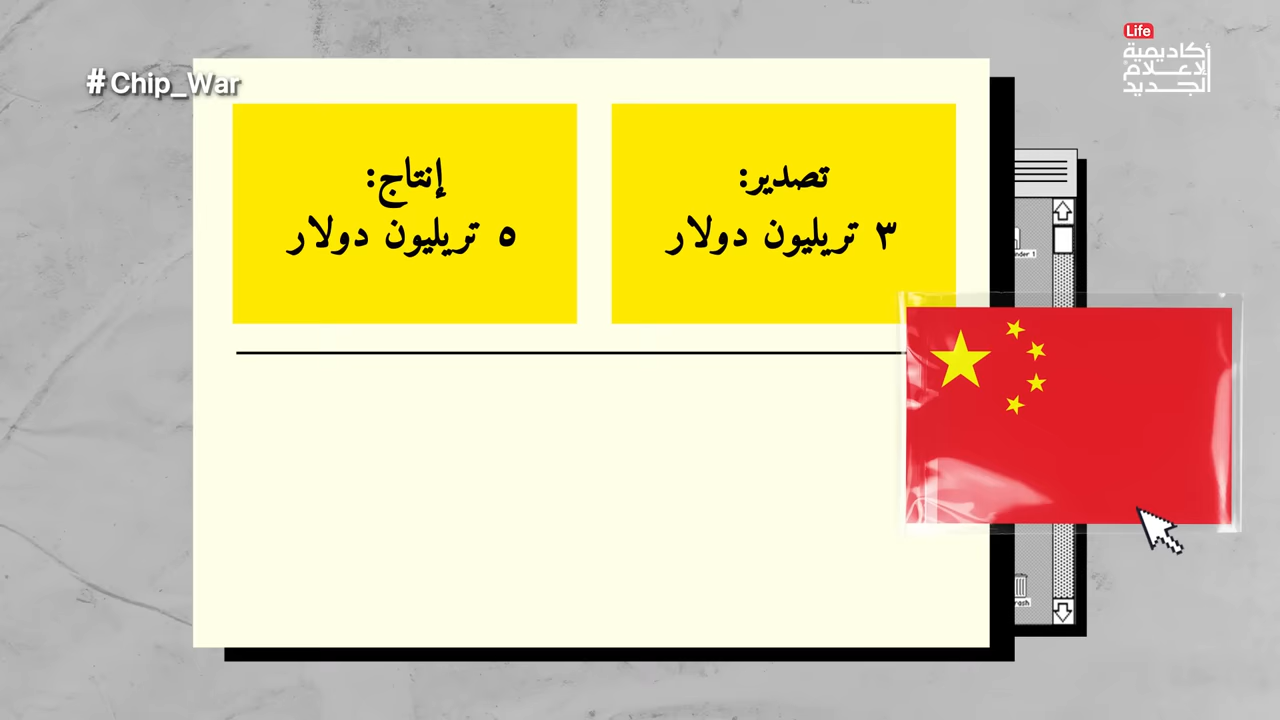 #Chip_War
Life
أكاديمية
الإعلام
الجديد
تصدير:
٣ تريليون دولار
إنتاج:
٥ تريليون دولار